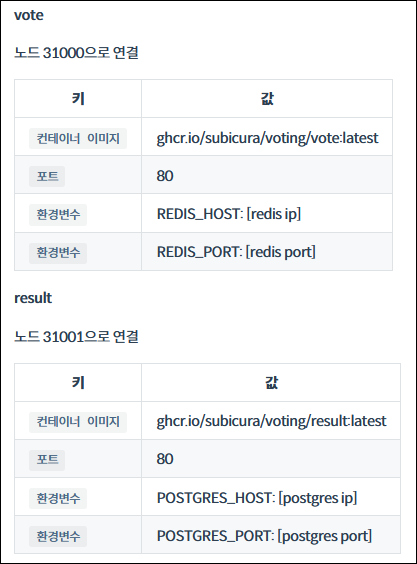 vote
노드 31000으로 연결
키 값
컨테이너 이미지 ghcr.io/subicura/voting/vote:latest
포트 80
환경변수 REDIS_HOST: [redis ip]
환경변수 REDIS_PORT: [redis port]
result
노드 31001으로 연결
키 값
컨테이너 이미지 ghcr.io/subicura/voting/result:latest
포트 80
환경변수 POSTGRES_HOST: [postgres ip]
환경변수 POSTGRES_PORT: [postgres port]